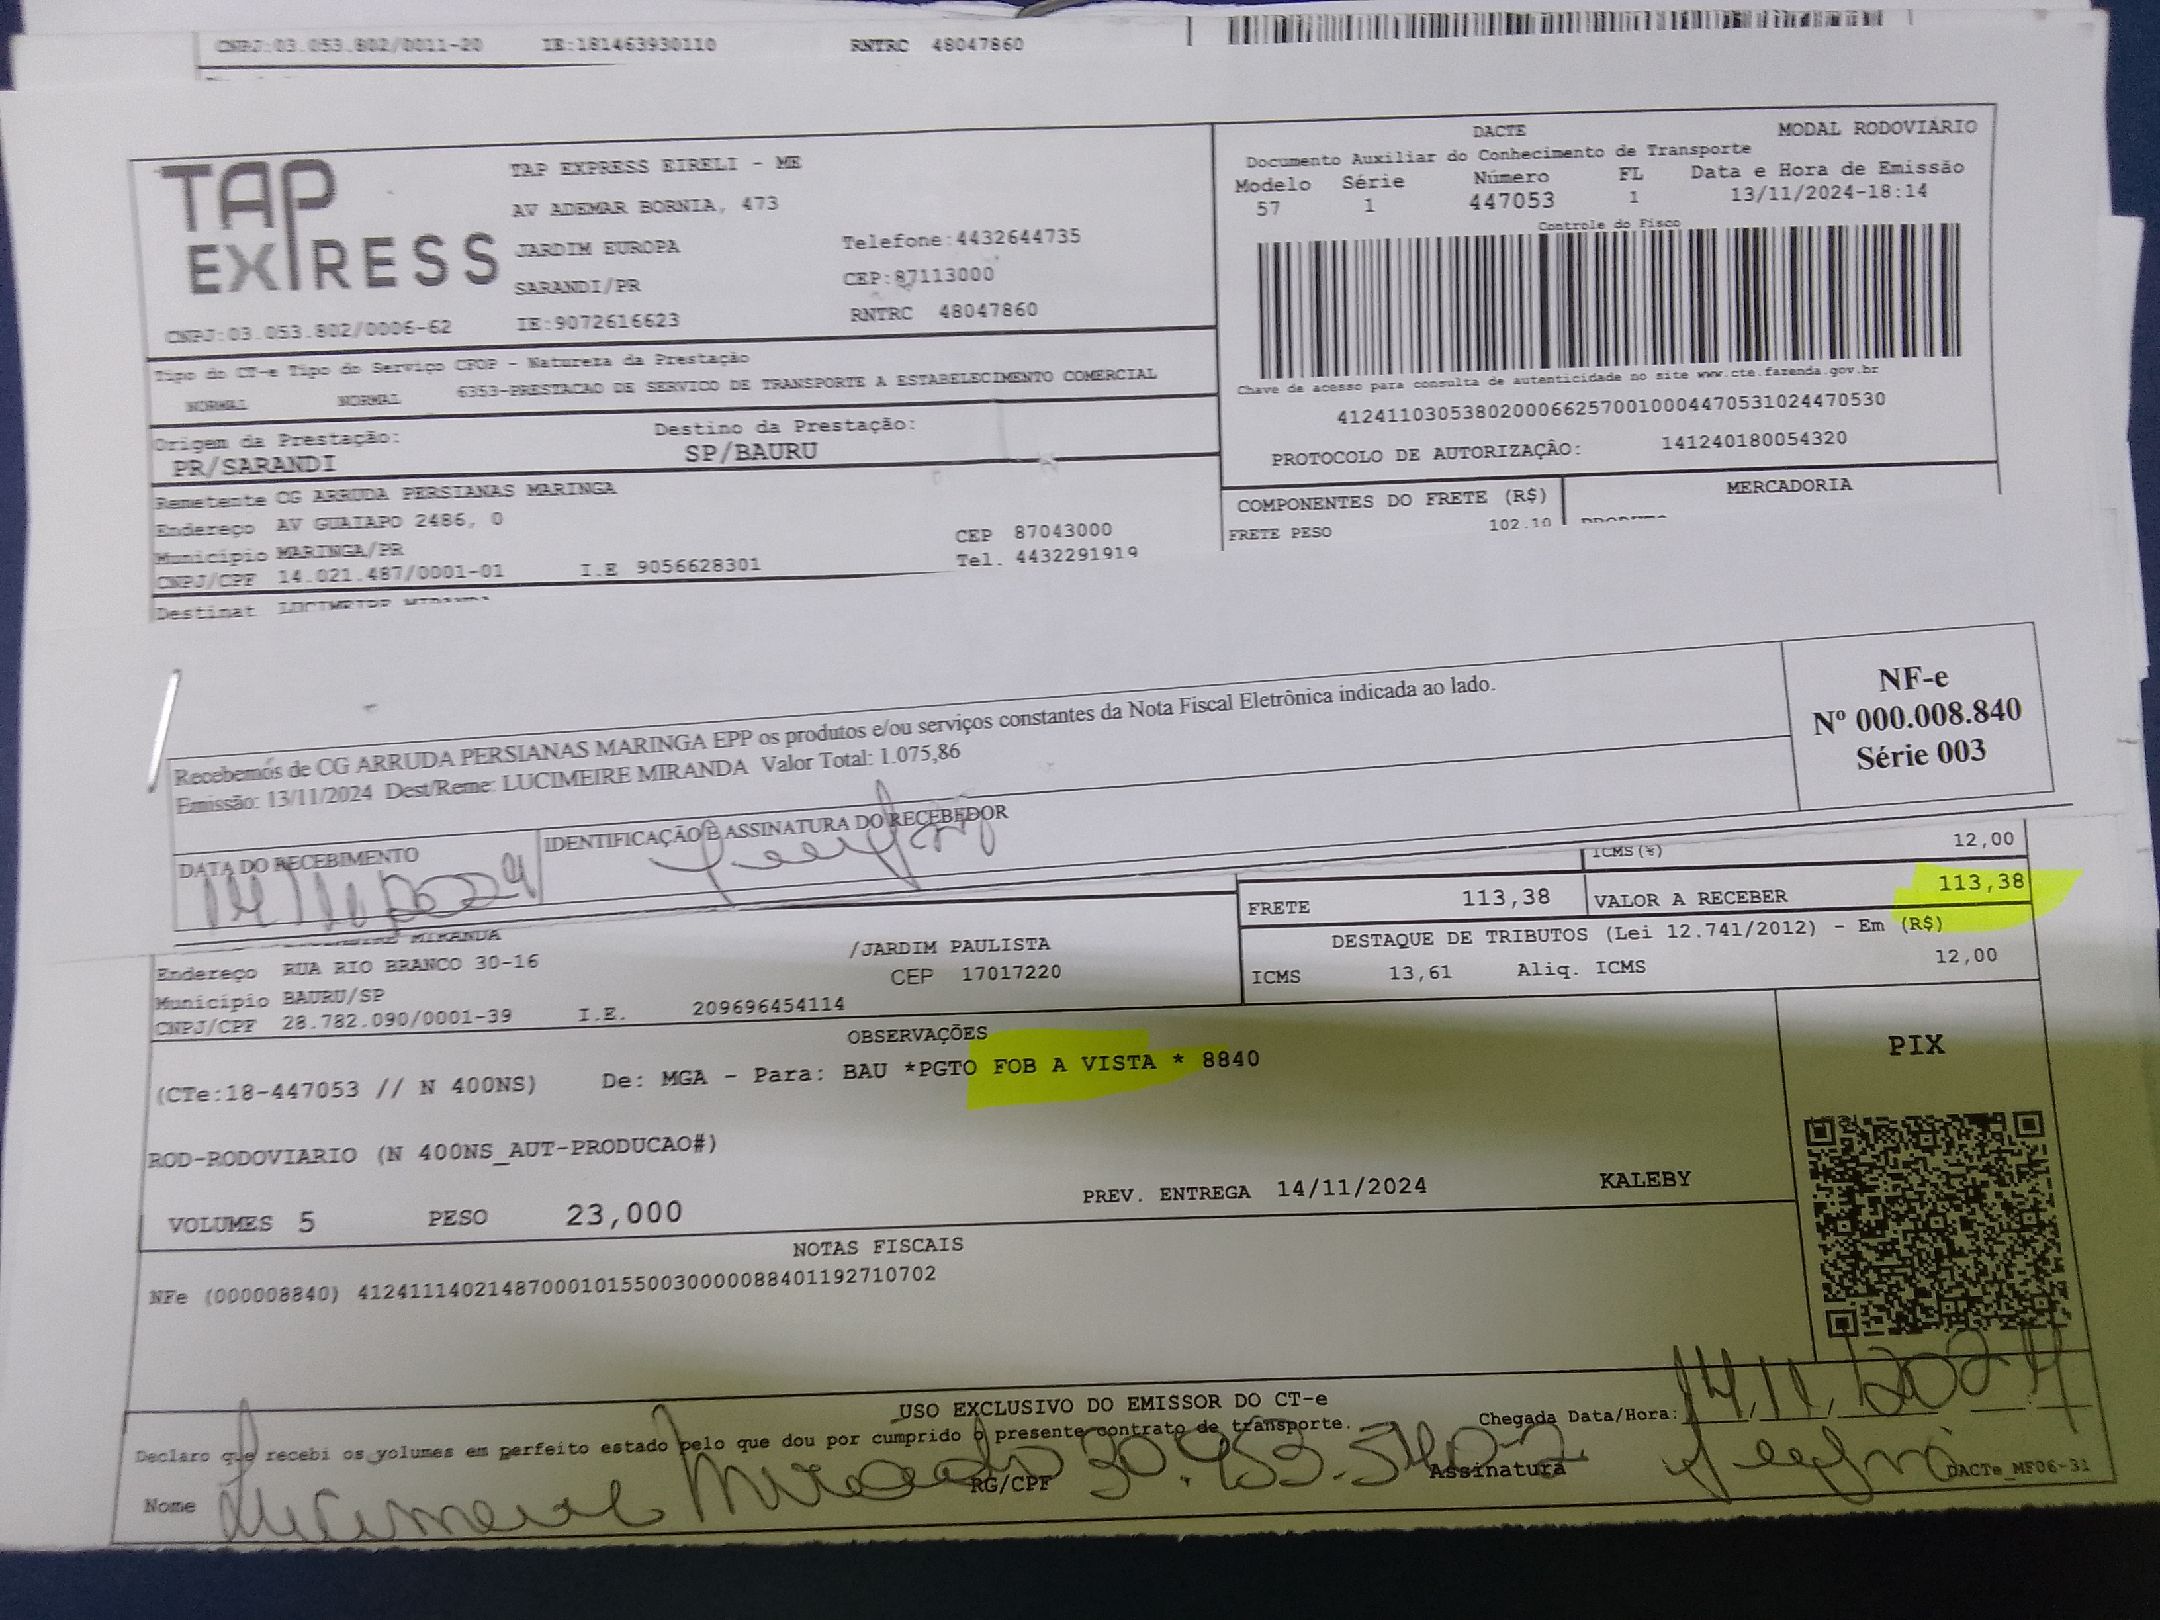 CNPJ:03.053.802/0011-20 IE:181463930110 RNTRC 48047860
TAP EXPRESS
TAP EXPRESS EIRELI - ME
AV ADEMAR BORNIA, 473
JARDIM EUROPA Telefone:4432644735
SARANDI/PR CEP:87113000
CNPJ:03.053.802/0006-62 IE:9072616623 RNTRC 48047860
DACTE MODAL RODOVIÁRIO
Documento Auxiliar do Conhecimento de Transporte
Modelo Série Número FL Data e Hora de Emissão
57 1 447053 1 13/11/2024-18:14
Controle do Fisco
Chave de acesso para consulta de autenticidade no site www.cte.fazenda.gov.br
41241103053802000662570010004470531024470530
PROTOCOLO DE AUTORIZAÇÂO: 141240180054320
Tipo do CT-e Tipo do Serviço CFOP - Natureza da Prestação
NORMAL NORMAL 6353-PRESTACAO DE SERVICO DE TRANSPORTE A ESTABELECIMENTO COMERCIAL
Origem da Prestação: Destino da Prestação:
PR/SARANDI SP/BAURU
Remetente CG ARRUDA PERSIANAS MARINGA
Endereço AV GUAIAPO 2486, 0
Município MARINGA/PR CEP 87043000
CNPJ/CPF 14.021.487/0001-01 I.E 9056628301 Tel. 4432291919
Destinat LUCIMEIRE MIRANDA
COMPONENTES DO FRETE (R$) MERCADORIA
FRETE PESO 102.10 PRODUTO
Recebemos de CG ARRUDA PERSIANAS MARINGA EPP os produtos e/ou serviços constantes da Nota Fiscal Eletrônica indicada ao lado.
Emissão: 13/11/2024 Dest/Reme: LUCIMEIRE MIRANDA Valor Total: 1.075,86
NF-e
Nº 000.008.840
Série 003
DATA DO RECEBIMENTO IDENTIFICAÇÃO E ASSINATURA DO RECEBEDOR
14/11/2024
ICMS(%) 12,00
FRETE 113,38 VALOR A RECEBER 113,38
DESTAQUE DE TRIBUTOS (Lei 12.741/2012) - Em (R$)
ICMS 13,61 Aliq. ICMS 12,00
LUCIMEIRE MIRANDA
Endereço RUA RIO BRANCO 30-16 /JARDIM PAULISTA
Município BAURU/SP CEP 17017220
CNPJ/CPF 28.782.090/0001-39 I.E. 209696454114
OBSERVAÇÕES
(CTe:18-447053 // N 400NS) De: MGA - Para: BAU *PGTO FOB A VISTA * 8840
PIX
ROD-RODOVIARIO (N 400NS_AUT-PRODUCAO#)
VOLUMES 5 PESO 23,000 PREV. ENTREGA 14/11/2024 KALEBY
NOTAS FISCAIS
NFe (000008840) 41241114021487000101550030000088401192710702
USO EXCLUSIVO DO EMISSOR DO CT-e
Declaro que recebi os volumes em perfeito estado pelo que dou por cumprido o presente contrato de transporte. Chegada Data/Hora: 14/11/2024
Nome Lucimeire Miranda RG/CPF Assinatura DACTe_MF06-31